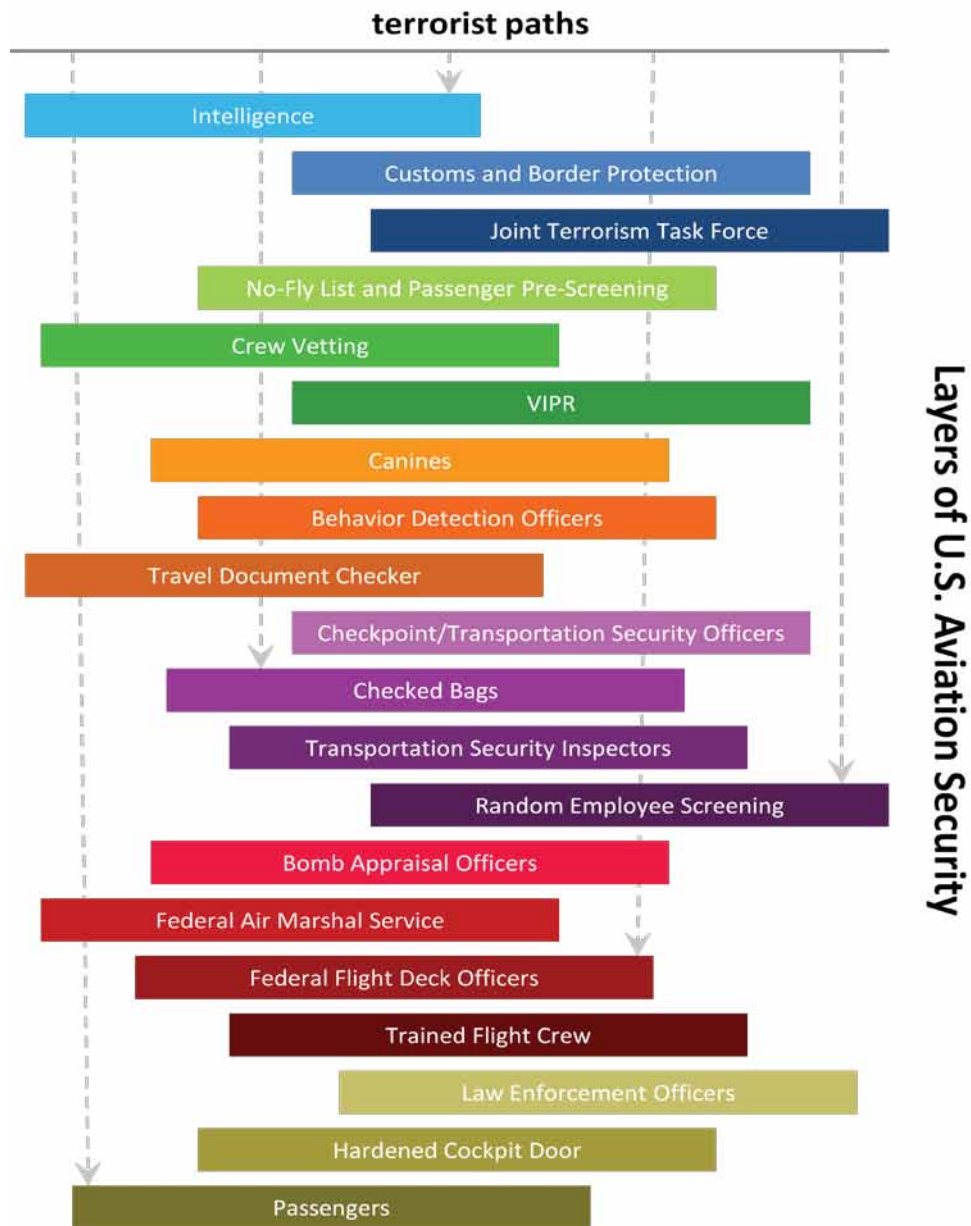 terrorist paths
Intelligence
Customs and Border Protection
Joint Terrorism Task Force
No-Fly List and Passenger Pre-Screening
Crew Vetting
VIPR
Canines
Behavior Detection Officers
Travel Document Checker
Checkpoint/Transportation Security Officers
Checked Bags
Transportation Security Inspectors
Random Employee Screening
Bomb Appraisal Officers
Federal Air Marshal Service
Federal Flight Deck Officers
Trained Flight Crew
Law Enforcement Officers
Hardened Cockpit Door
Passengers
Layers of U.S. Aviation Security